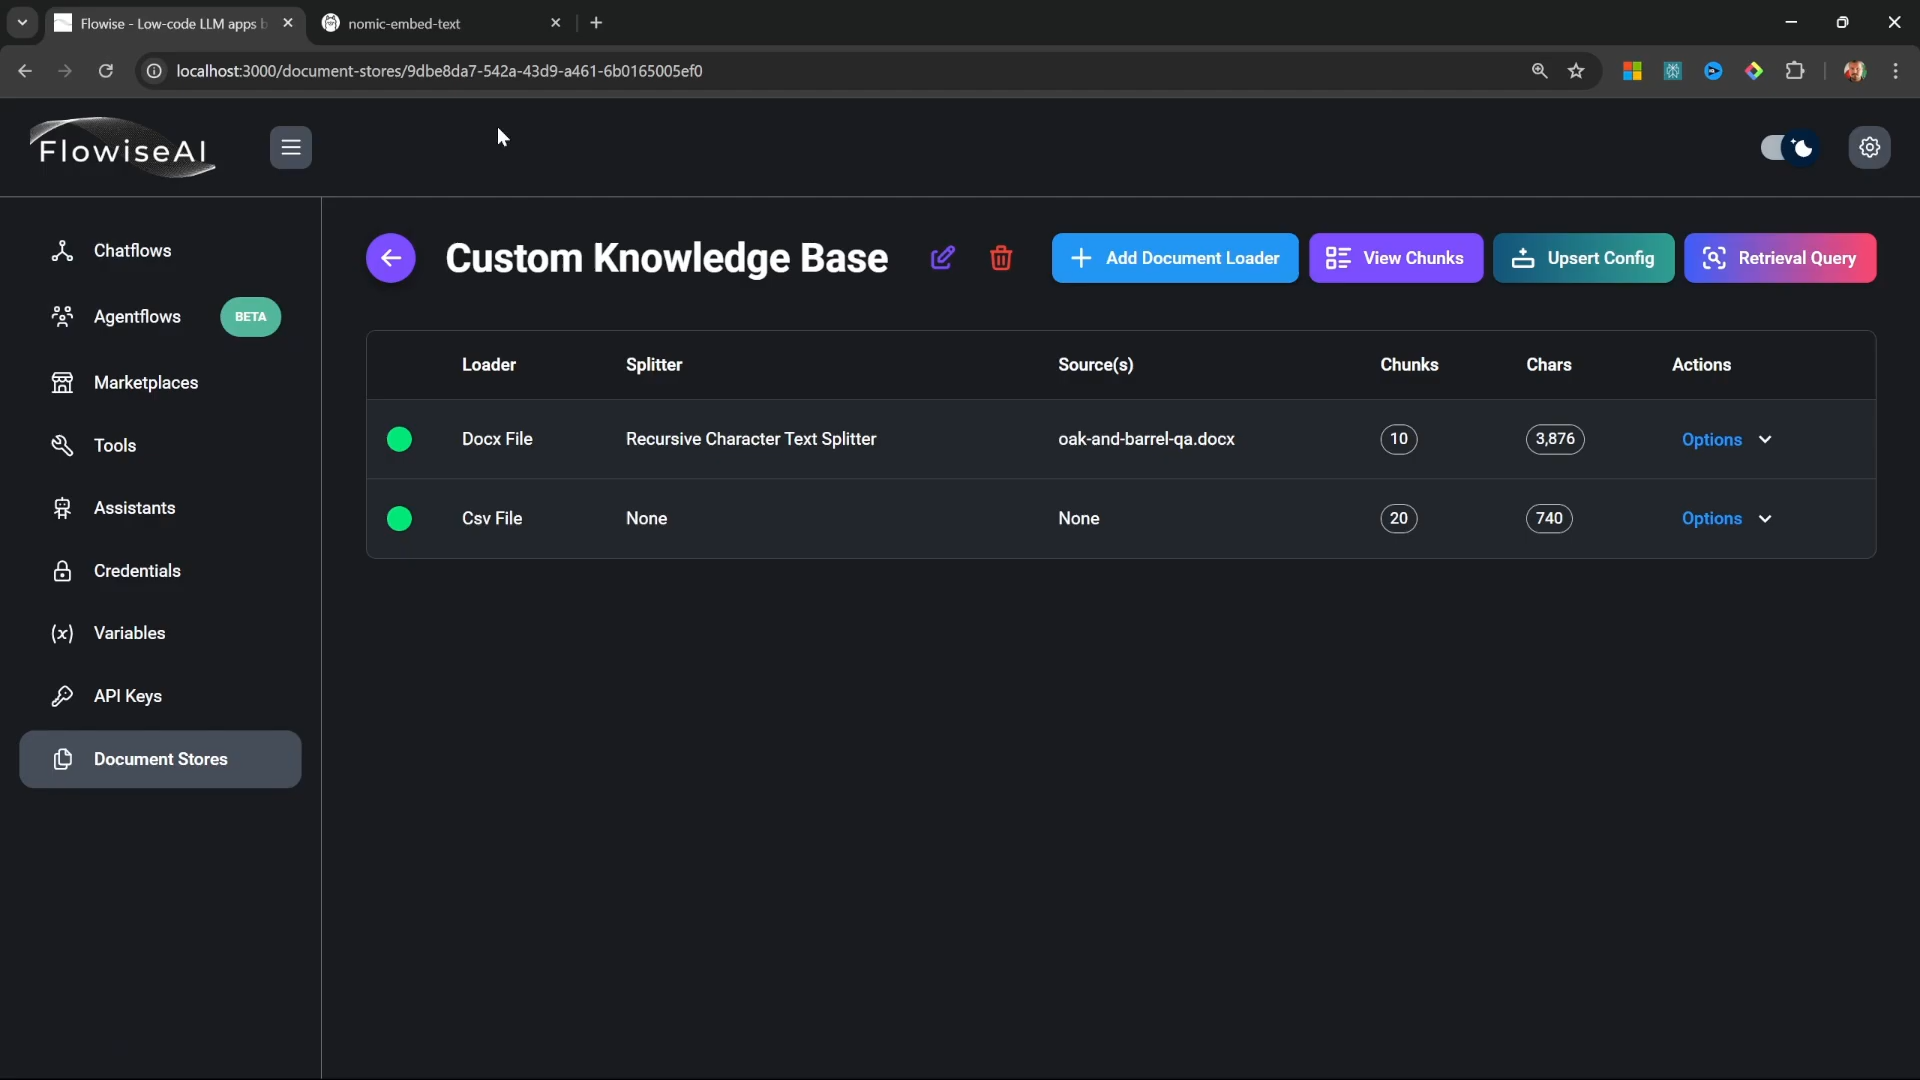 Flowise - Low-code LLM apps b
nomic-embed-text
localhost:3000/document-stores/9dbe8da7-542a-43d9-a461-6b0165005ef0
FlowiseAI
Chatflows
Agentflows BETA
Marketplaces
Tools
Assistants
Credentials
(x) Variables
API Keys
Document Stores
Custom Knowledge Base
Add Document Loader
View Chunks
Upsert Config
Retrieval Query
Loader Splitter Source(s) Chunks Chars Actions
Docx File Recursive Character Text Splitter oak-and-barrel-qa.docx 10 3,876 Options
Csv File None None 20 740 Options